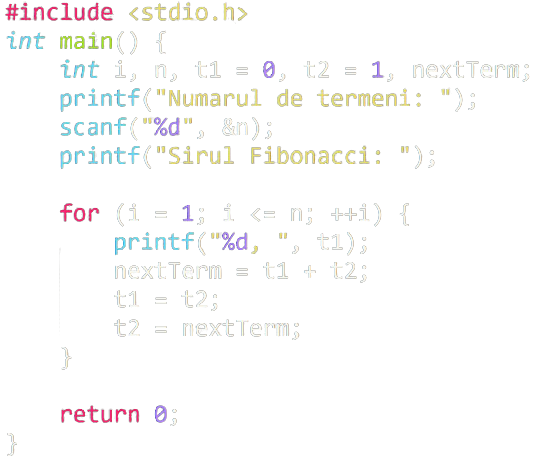 #include <stdio.h>
int main() {
    int i, n, t1 = 0, t2 = 1, nextTerm;
    printf("Numarul de termeni: ");
    scanf("%d", &n);
    printf("Sirul Fibonacci: ");

    for (i = 1; i <= n; ++i) {
        printf("%d, ", t1);
        nextTerm = t1 + t2;
        t1 = t2;
        t2 = nextTerm;
    }

    return 0;
}